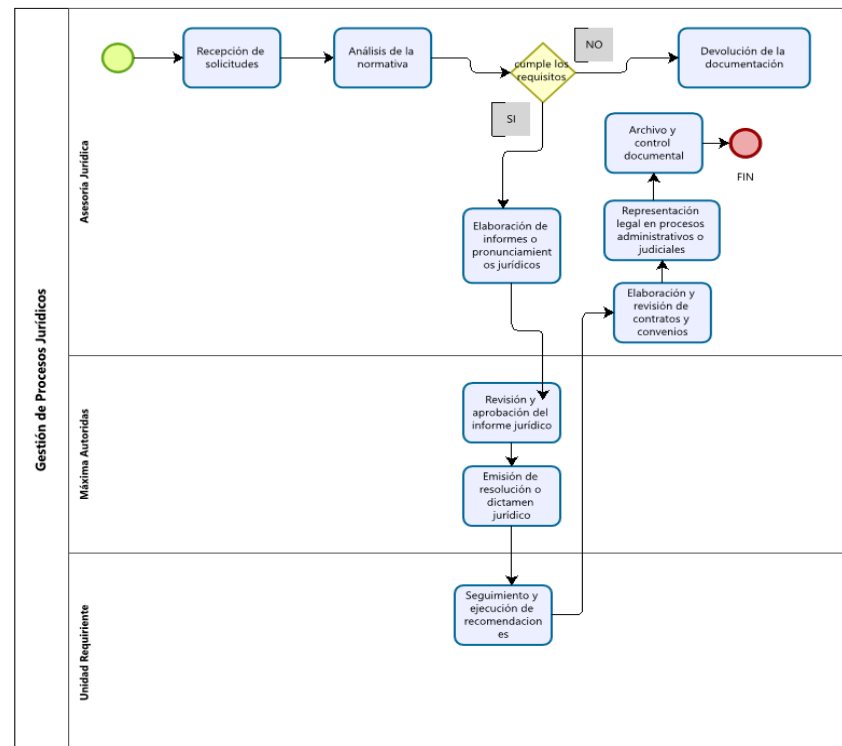 Gestión de Procesos Jurídicos
Asesoría Jurídica
Recepción de
solicitudes
Análisis de la
normativa
cumple los
requisitos
NO
Devolución de la
documentación
SI
Archivo y
control
documental
FIN
Elaboración de
informes o
pronunciamient
os jurídicos
Representación
legal en procesos
administrativos o
judiciales
Elaboración y
revisión de
contratos y
convenios
Máxima Autoridas
Revisión y
aprobación del
informe jurídico
Emisión de
resolución o
dictamen
jurídico
Unidad Requiriente
Seguimiento y
ejecución de
recomendacion
es